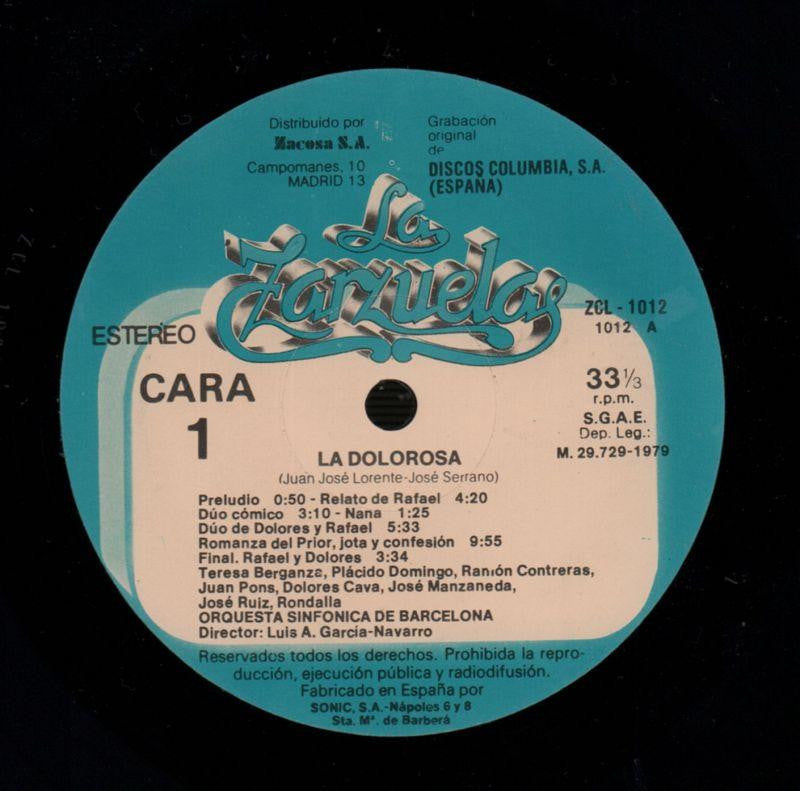 Distribuido por
Zacosa S.A.
Campomanes, 10
MADRID 13
Grabación
original
de
DISCOS COLUMBIA, S.A.
(ESPAÑA)
La
Zarzuela
ESTEREO
ZCL - 1012
1012 A
CARA
1
33⅓
r.p.m.
S.G.A.E.
Dep. Leg.:
M. 29.729-1979
LA DOLOROSA
(Juan José Lorente-José Serrano)
Preludio 0:50 - Relato de Rafael 4:20
Dúo cómico 3:10 - Nana 1:25
Dúo de Dolores y Rafael 5:33
Romanza del Prior, jota y confesión 9:55
Final. Rafael y Dolores 3:34
Teresa Berganza, Plácido Domingo, Ramón Contreras,
Juan Pons, Dolores Cava, José Manzaneda,
José Ruiz, Rondalla
ORQUESTA SINFONICA DE BARCELONA
Director: Luis A. García-Navarro
Reservados todos los derechos. Prohibida la repro-
ducción, ejecución pública y radiodifusión.
Fabricado en España por
SONIC, S.A.-Nápoles 6 y 8
Sta. Mª. de Barberá